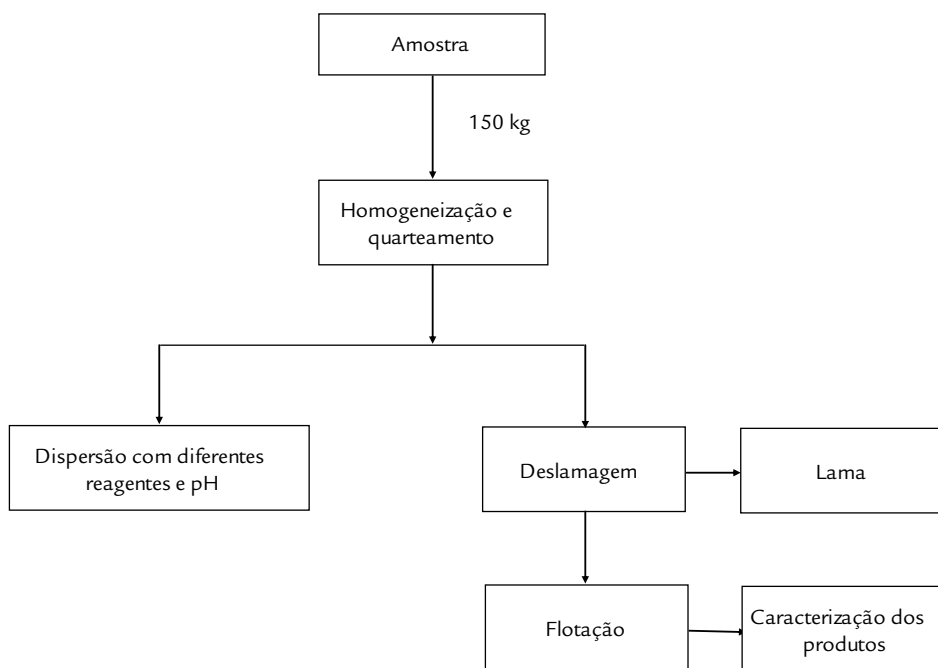 Amostra
150 kg
Homogeneização e
quarteamento
Dispersão com diferentes
reagentes e pH
Deslamagem
Lama
Flotação
Caracterização dos
produtos